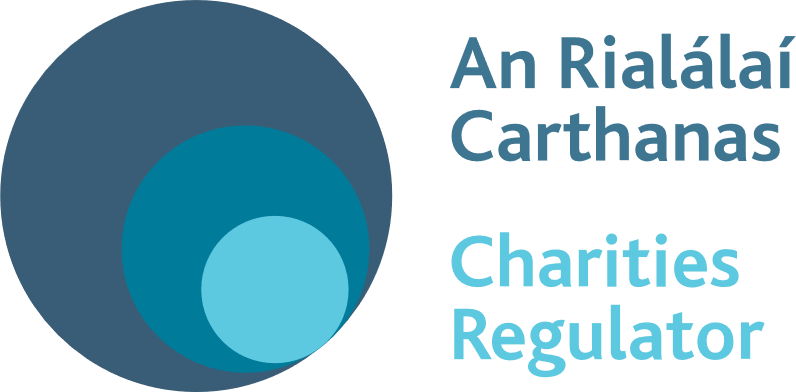 An Rialálaí
Carthanas
Charities
Regulator